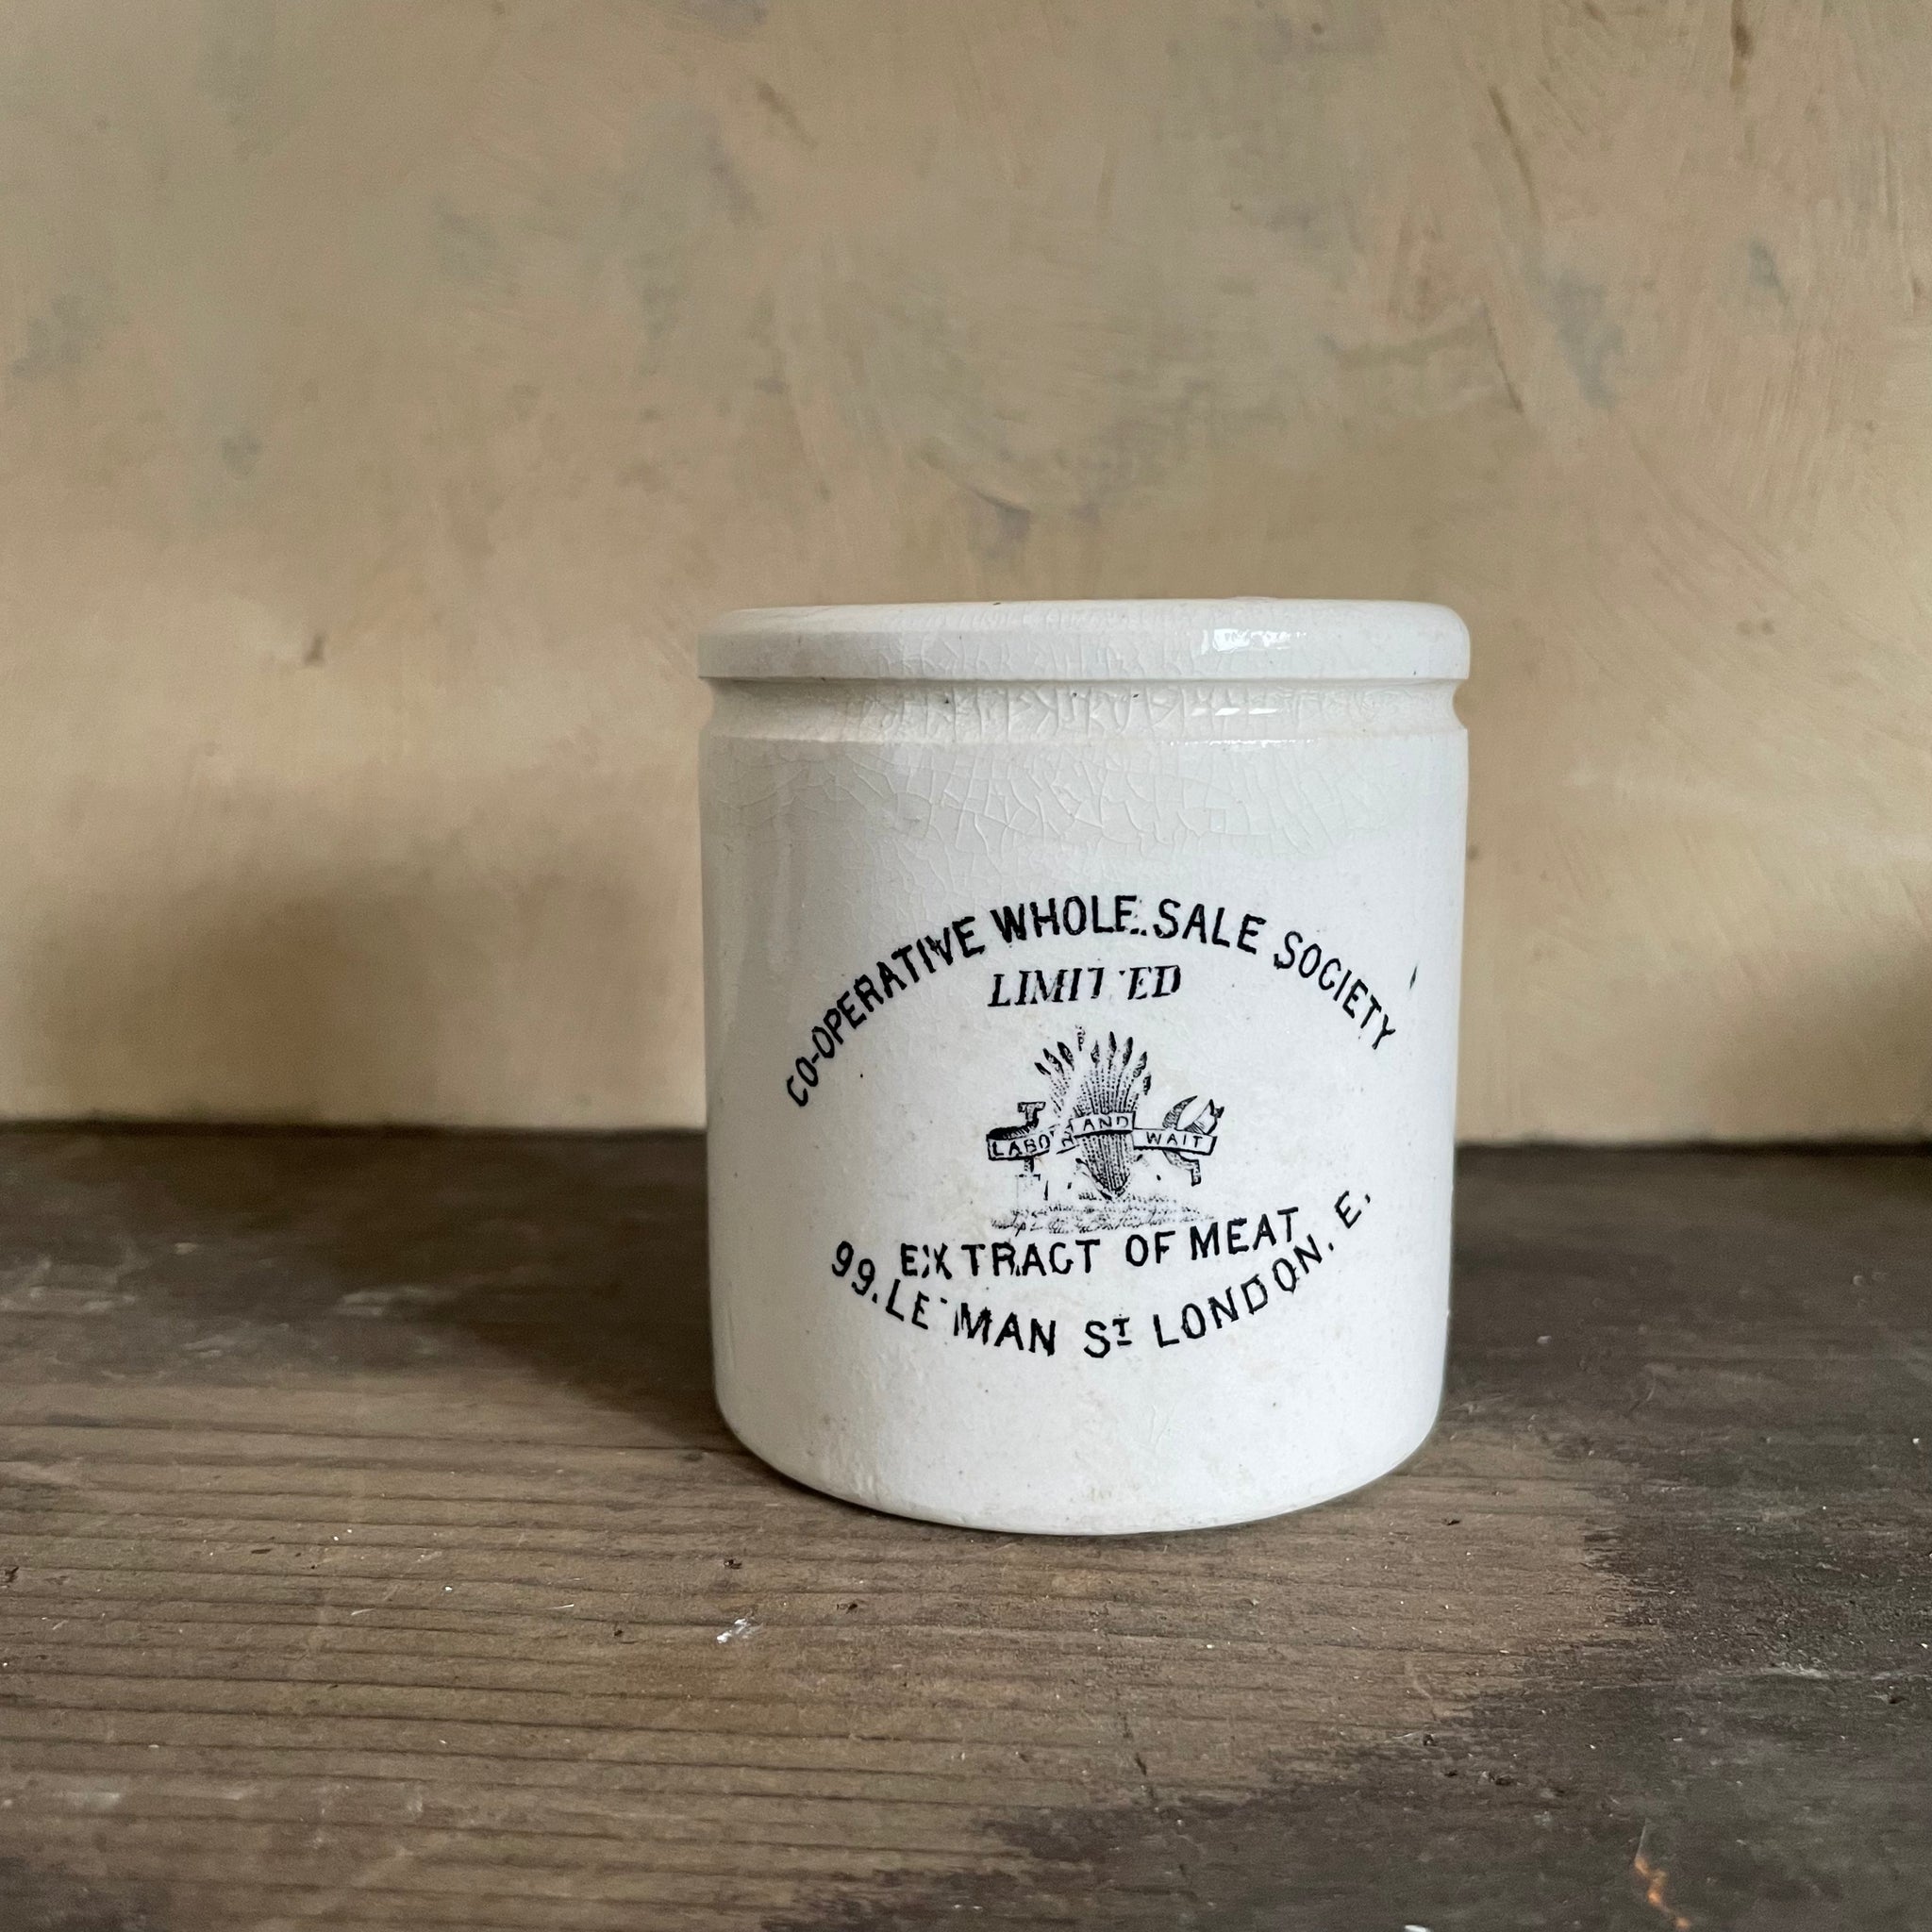 CO-OPERATIVE WHOLE SALE SOCIETY
LIMITED
LABOR AND WAIT
EXTRACT OF MEAT
99. LEMAN ST LONDON. E.